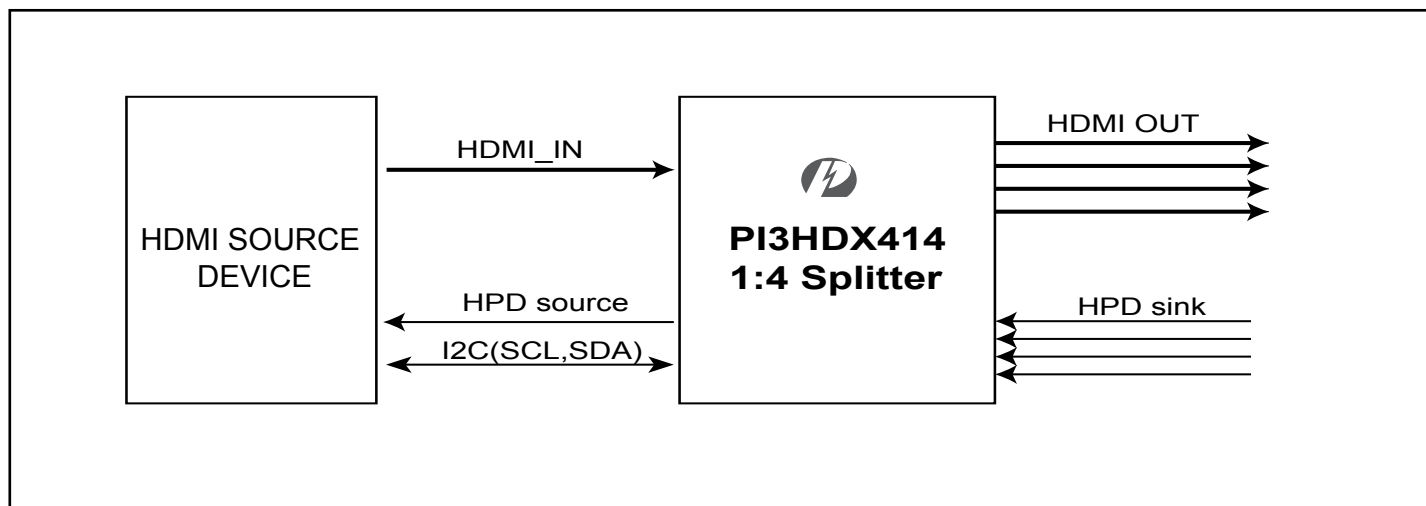 HDMI SOURCE
DEVICE
HDMI_IN
HPD source
I2C(SCL,SDA)
PI3HDX414
1:4 Splitter
HDMI OUT
HPD sink